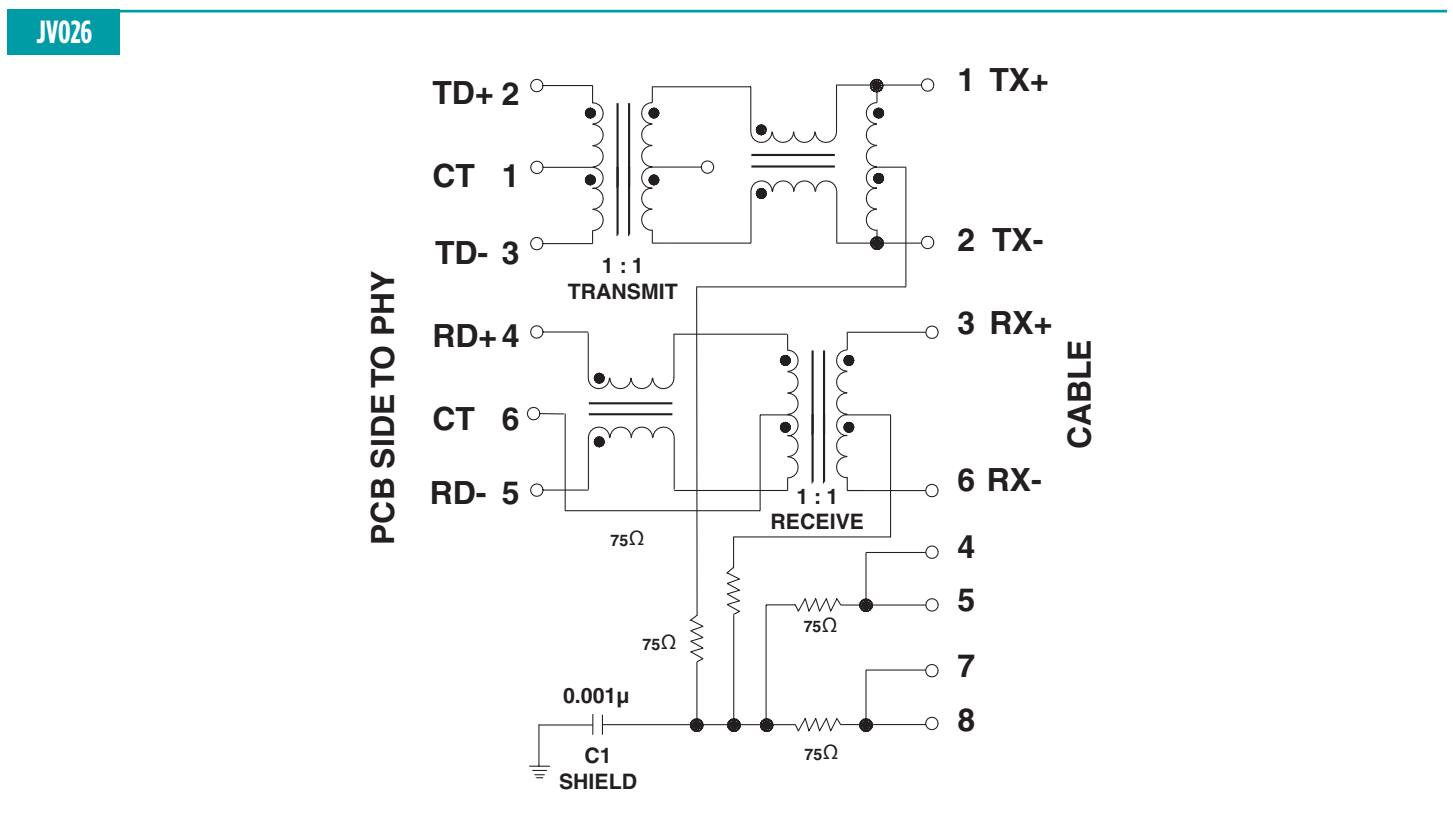 JV026
TD+ 2
1 TX+
CT 1
TD- 3
2 TX-
1 : 1
TRANSMIT
PCB SIDE TO PHY
RD+ 4
3 RX+
CABLE
CT 6
RD- 5
6 RX-
1 : 1
RECEIVE
75Ω
4
5
75Ω
75Ω
7
0.001µ
8
C1
75Ω
SHIELD